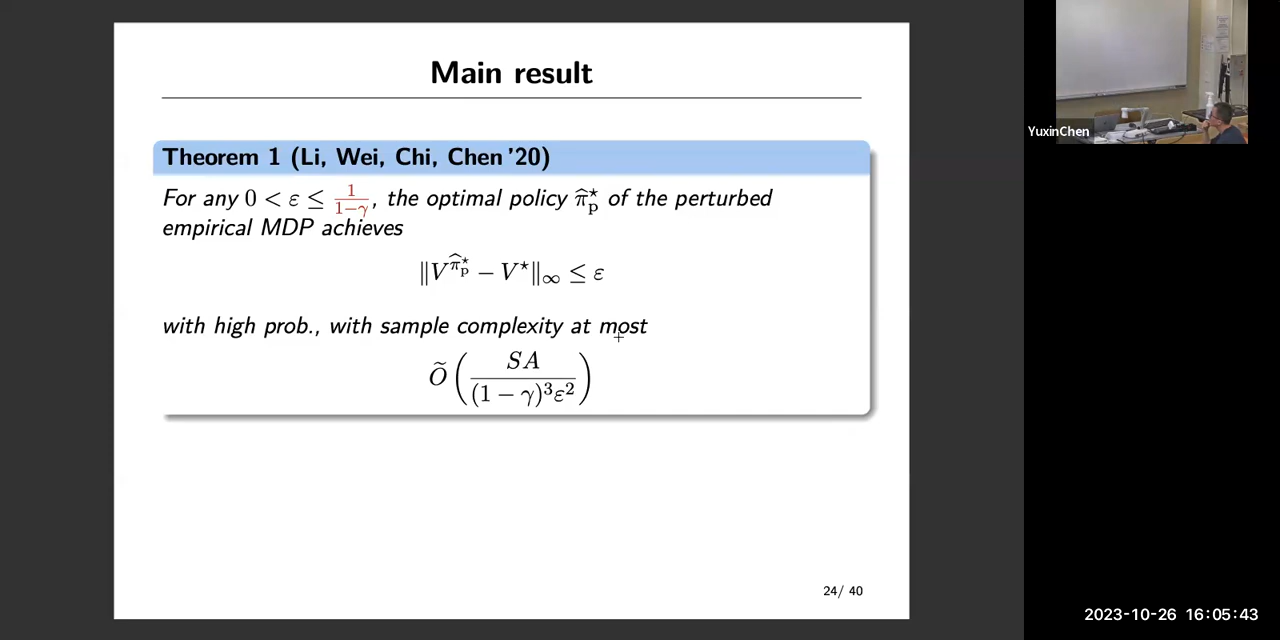 Main result
Theorem 1 (Li, Wei, Chi, Chen '20)
For any 0 < ε ≤ 1/(1−γ), the optimal policy π̂⋆p of the perturbed
empirical MDP achieves
‖V^π̂⋆p − V⋆‖∞ ≤ ε
with high prob., with sample complexity at most
Õ ( SA / (1 − γ)³ε² )
24/ 40
YuxinChen
2023-10-26 16:05:43